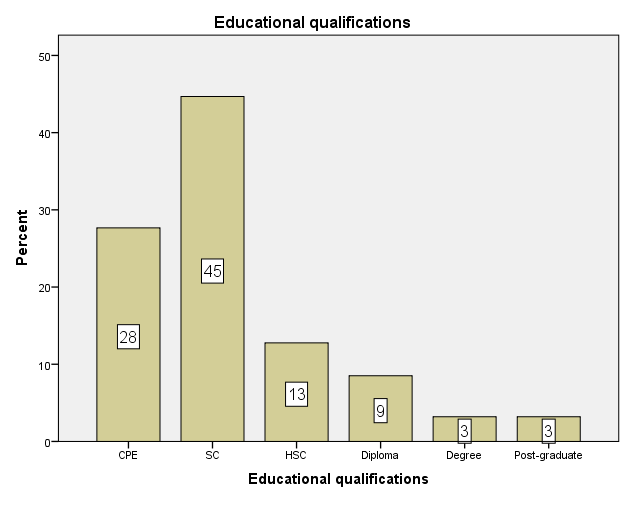 Educational qualifications
50
40
30
20
10
0
Percent
28
45
13
9
3
3
CPE
SC
HSC
Diploma
Degree
Post-graduate
Educational qualifications